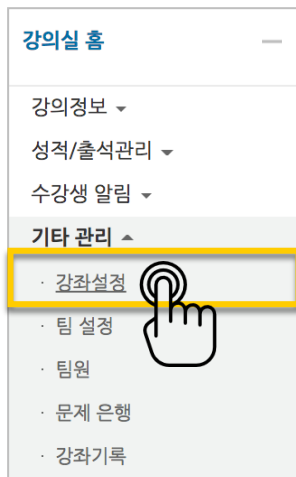 강의실 홈
강의정보
성적/출석관리
수강생 알림
기타 관리
· 강좌설정
· 팀 설정
· 팀원
· 문제 은행
· 강좌기록